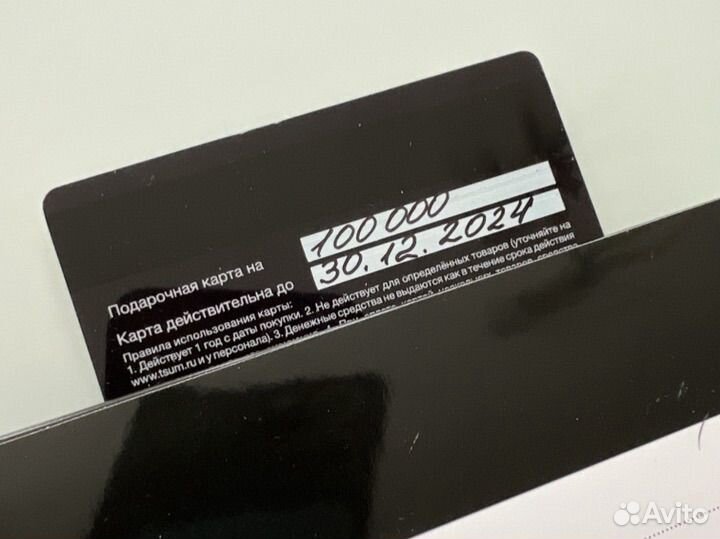 Подарочная карта на 100 000
Карта действительна до 30.12.2024
Правила использования карты:
1. Действует 1 год с даты покупки. 2. Не действует для определённых товаров (уточняйте на
www.tsum.ru и у персонала). 3. Денежные средства не выдаются как в течение срока действия
Avito